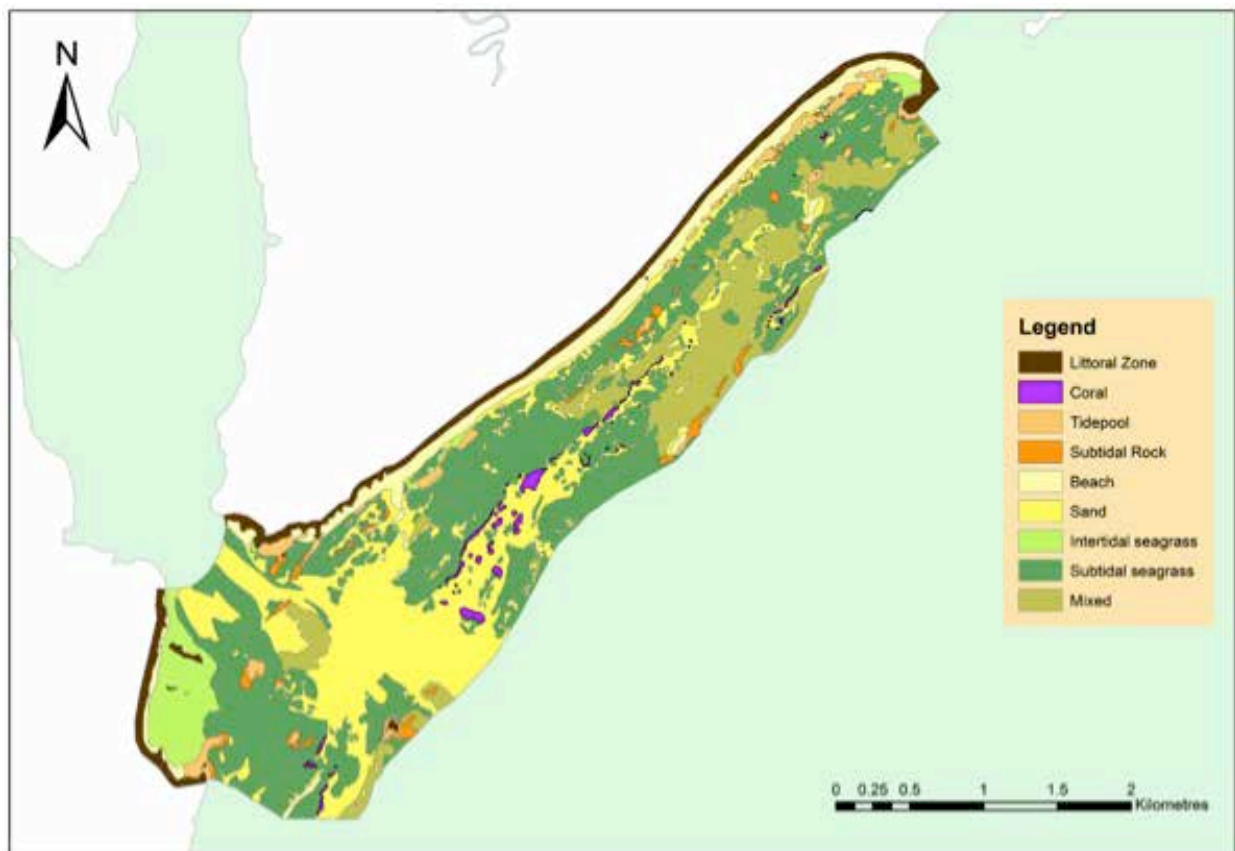 N
Legend
Littoral Zone
Coral
Tidepool
Subtidal Rock
Beach
Sand
Intertidal seagrass
Subtidal seagrass
Mixed
0 0.25 0.5 1 1.5 2
Kilometres